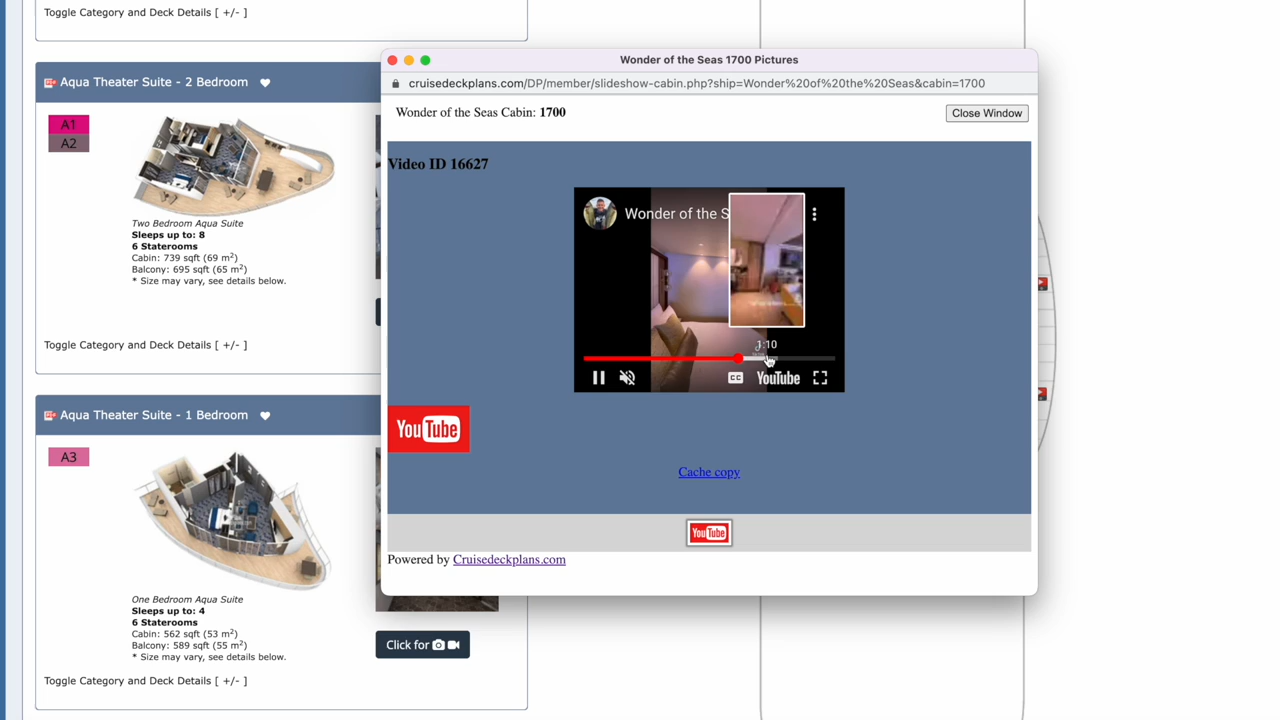 Toggle Category and Deck Details [ +/- ]
Aqua Theater Suite - 2 Bedroom
A1
A2
Two Bedroom Aqua Suite
Sleeps up to: 8
6 Staterooms
Cabin: 739 sqft (69 m²)
Balcony: 695 sqft (65 m²)
* Size may vary, see details below.
Toggle Category and Deck Details [ +/- ]
Aqua Theater Suite - 1 Bedroom
A3
One Bedroom Aqua Suite
Sleeps up to: 4
6 Staterooms
Cabin: 562 sqft (53 m²)
Balcony: 589 sqft (55 m²)
* Size may vary, see details below.
Click for
Toggle Category and Deck Details [ +/- ]
Wonder of the Seas 1700 Pictures
cruisedeckplans.com/DP/member/slideshow-cabin.php?ship=Wonder%20of%20the%20Seas&cabin=1700
Wonder of the Seas Cabin: 1700
Close Window
Video ID 16627
Wonder of the S
1:10
CC
YouTube
YouTube
Cache copy
YouTube
Powered by Cruisedeckplans.com